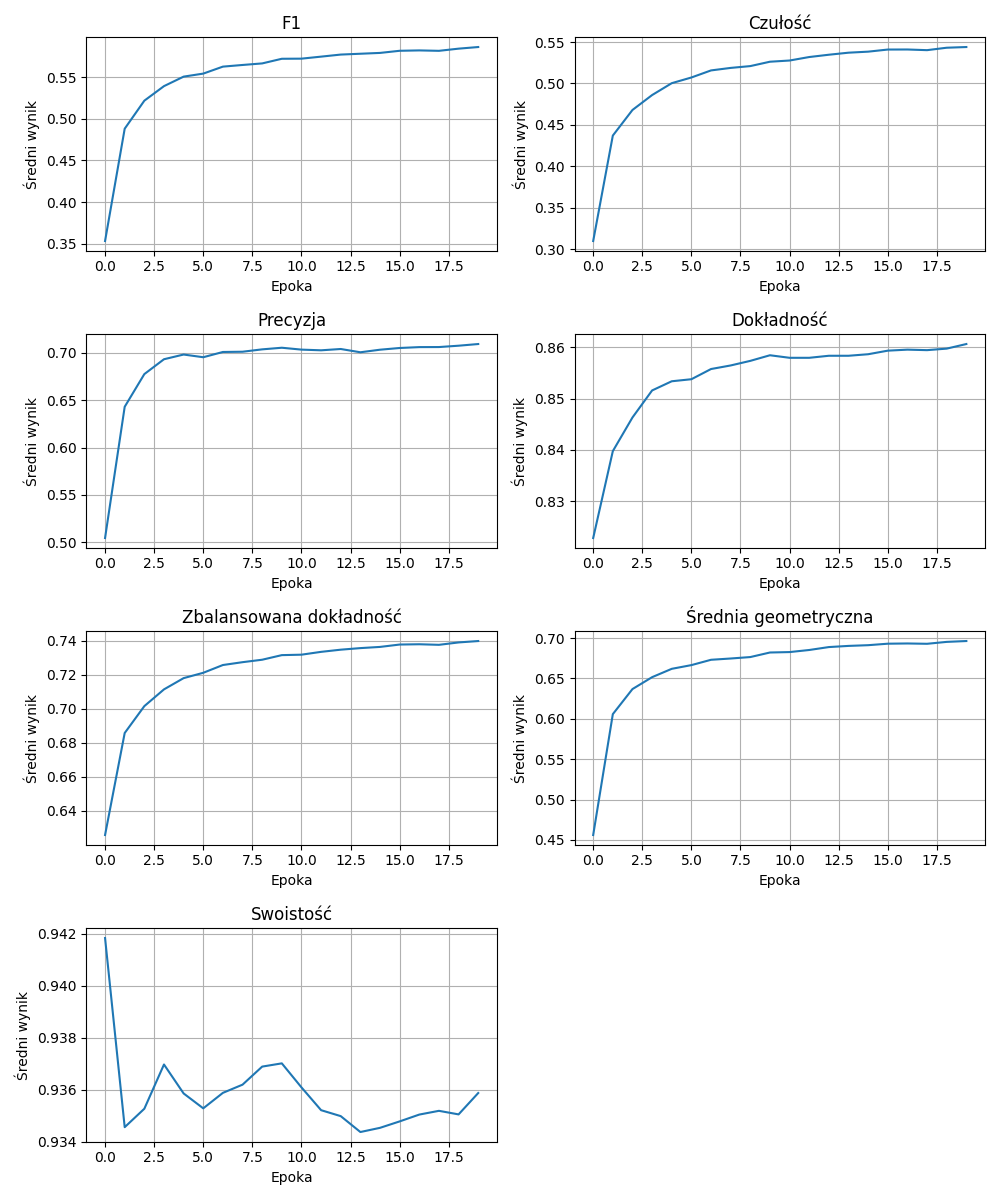 F1
Średni wynik
0.55
0.50
0.45
0.40
0.35
0.0 2.5 5.0 7.5 10.0 12.5 15.0 17.5
Epoka
Czułość
Średni wynik
0.55
0.50
0.45
0.40
0.35
0.30
0.0 2.5 5.0 7.5 10.0 12.5 15.0 17.5
Epoka
Precyzja
Średni wynik
0.70
0.65
0.60
0.55
0.50
0.0 2.5 5.0 7.5 10.0 12.5 15.0 17.5
Epoka
Dokładność
Średni wynik
0.86
0.85
0.84
0.83
0.0 2.5 5.0 7.5 10.0 12.5 15.0 17.5
Epoka
Zbalansowana dokładność
Średni wynik
0.74
0.72
0.70
0.68
0.66
0.64
0.0 2.5 5.0 7.5 10.0 12.5 15.0 17.5
Epoka
Średnia geometryczna
Średni wynik
0.70
0.65
0.60
0.55
0.50
0.45
0.0 2.5 5.0 7.5 10.0 12.5 15.0 17.5
Epoka
Swoistość
Średni wynik
0.942
0.940
0.938
0.936
0.934
0.0 2.5 5.0 7.5 10.0 12.5 15.0 17.5
Epoka